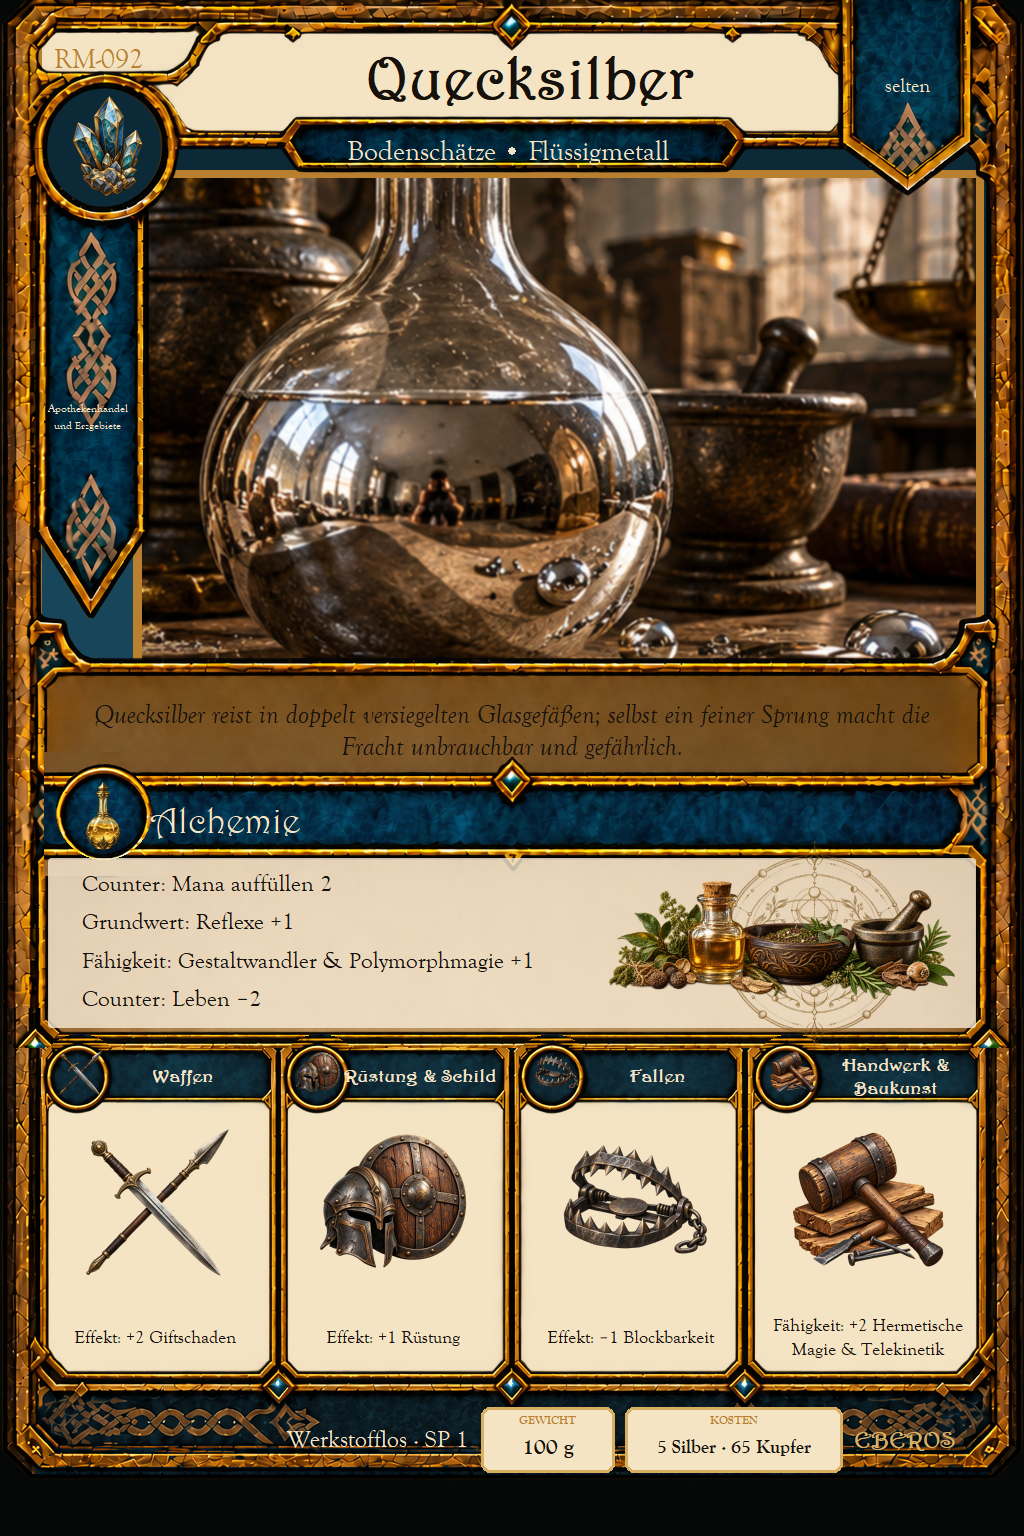 RM-092
Quecksilber
selten
Bodenschätze • Flüssigmetall
Apothekenhandel
und Erzgebiete
Quecksilber reist in doppelt versiegelten Glasgefäßen; selbst ein feiner Sprung macht die
Fracht unbrauchbar und gefährlich.
Alchemie
Counter: Mana auffüllen 2
Grundwert: Reflexe +1
Fähigkeit: Gestaltwandler & Polymorphmagie +1
Counter: Leben −2
Waffen
Effekt: +2 Giftschaden
Rüstung & Schild
Effekt: +1 Rüstung
Fallen
Effekt: −1 Blockbarkeit
Handwerk &
Baukunst
Fähigkeit: +2 Hermetische
Magie & Telekinetik
Werkstofflos · SP 1
GEWICHT
100 g
KOSTEN
5 Silber · 65 Kupfer
EBEROS